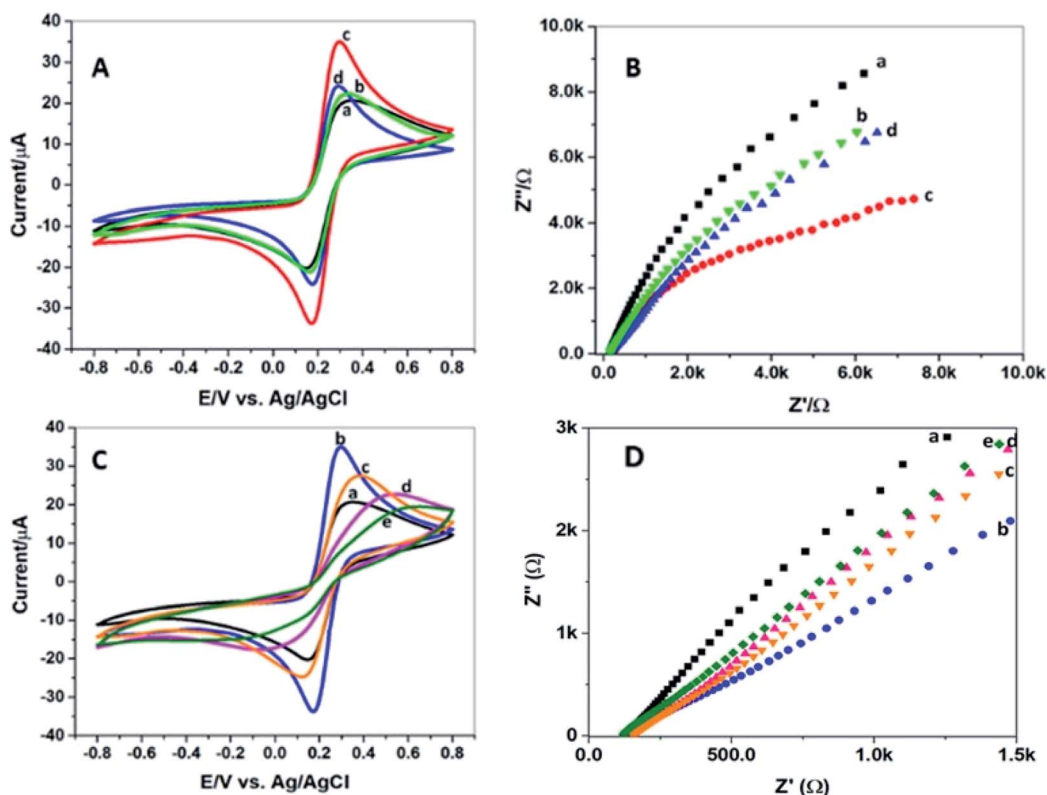 A
c
d
b
a
40
30
20
10
0
-10
-20
-30
-40
Current/μA
-0.8 -0.6 -0.4 -0.2 0.0 0.2 0.4 0.6 0.8
E/V vs. Ag/AgCl
B
a
b
d
c
10.0k
8.0k
6.0k
4.0k
2.0k
0.0
Z''/Ω
0.0 2.0k 4.0k 6.0k 8.0k 10.0k
Z'/Ω
C
b
c
a
d
e
40
30
20
10
0
-10
-20
-30
-40
Current/μA
-0.8 -0.6 -0.4 -0.2 0.0 0.2 0.4 0.6 0.8
E/V vs. Ag/AgCl
D
a
e d
c
b
3k
2k
1k
0
Z'' (Ω)
0.0 500.0 1.0k 1.5k
Z' (Ω)